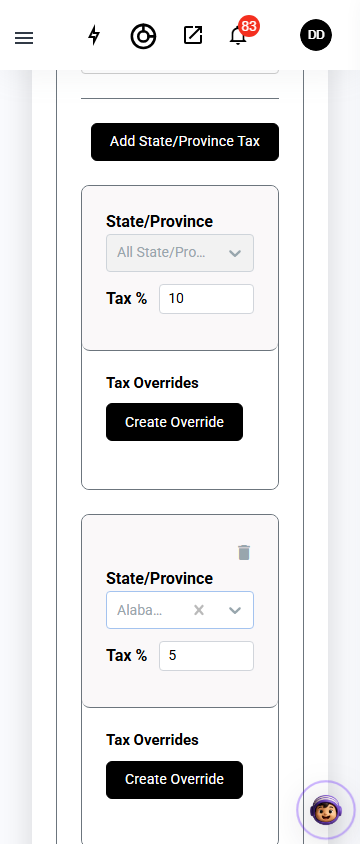 83
DD
Add State/Province Tax
State/Province
All State/Pro...
Tax %
10
Tax Overrides
Create Override
State/Province
Alaba...
Tax %
5
Tax Overrides
Create Override